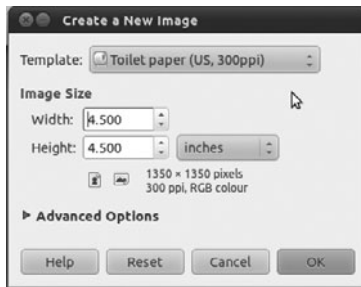 Create a New Image
Template: Toilet paper (US, 300ppi)
Image Size
Width: 4.500
Height: 4.500 inches
1350 × 1350 pixels
300 ppi, RGB colour
Advanced Options
Help Reset Cancel OK